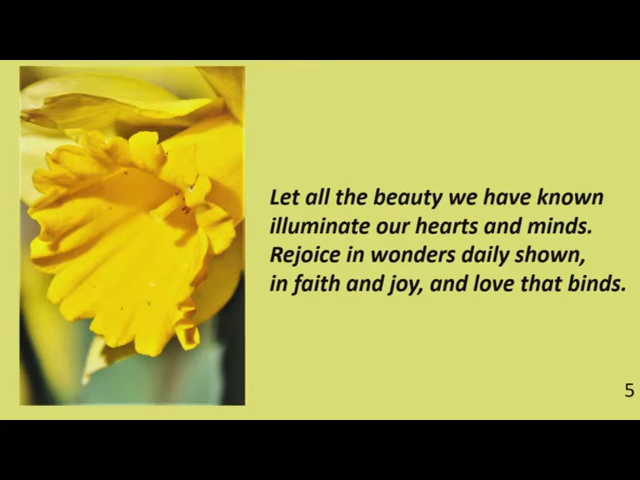 Let all the beauty we have known
illuminate our hearts and minds.
Rejoice in wonders daily shown,
in faith and joy, and love that binds.
5